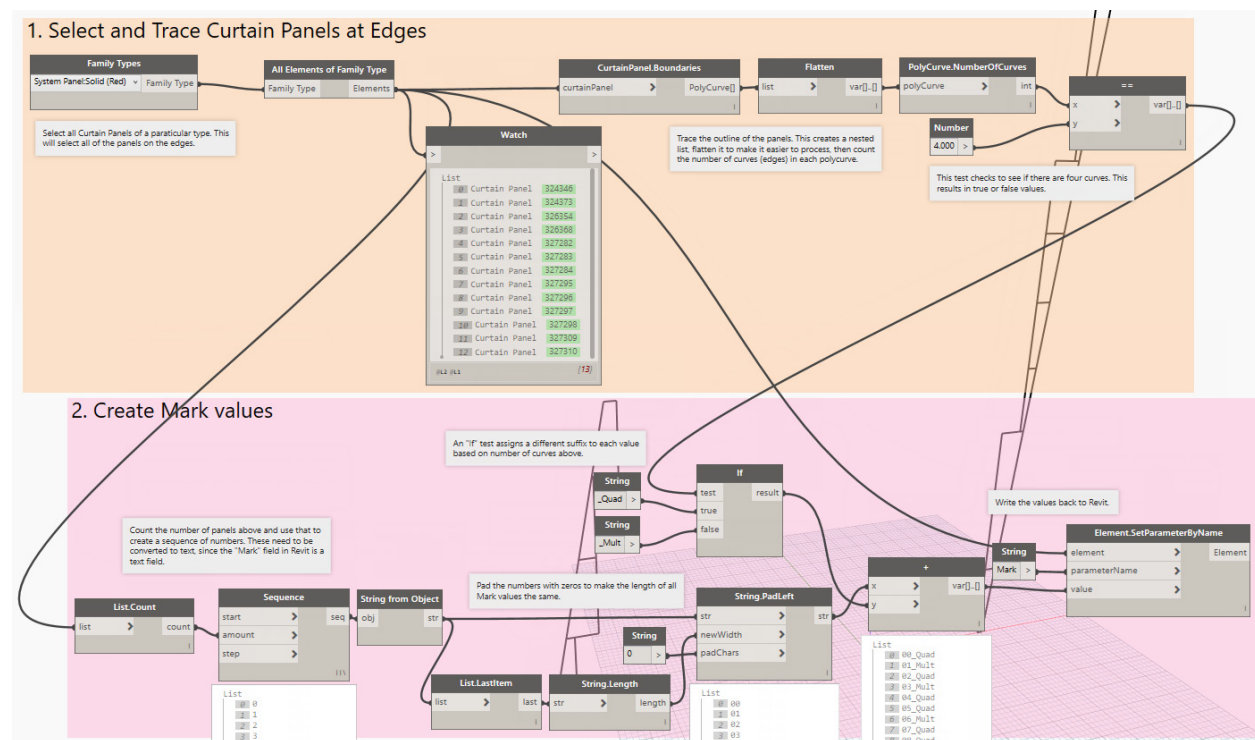 1. Select and Trace Curtain Panels at Edges
Family Types
System Panel:Solid (Red)
Family Type
All Elements of Family Type
Family Type
Elements
CurtainPanel.Boundaries
curtainPanel
PolyCurve[]
Flatten
list
var[]..[]
PolyCurve.NumberOfCurves
polyCurve
int
==
x
var[]..[]
y
Number
4.000
>
Select all Curtain Panels of a paraticular type. This
will select all of the panels on the edges.
Watch
>
>
List
0 Curtain Panel 324346
1 Curtain Panel 324373
2 Curtain Panel 326354
3 Curtain Panel 326368
4 Curtain Panel 327282
5 Curtain Panel 327283
6 Curtain Panel 327284
7 Curtain Panel 327295
8 Curtain Panel 327296
9 Curtain Panel 327297
10 Curtain Panel 327298
11 Curtain Panel 327309
12 Curtain Panel 327310
@L2 @L1
{13}
Trace the outline of the panels. This creates a nested
list, flatten it to make it easier to process, then count
the number of curves (edges) in each polycurve.
This test checks to see if there are four curves. This
results in true or false values.
2. Create Mark values
An "If" test assigns a different suffix to each value
based on number of curves above.
String
_Quad >
String
_Mult >
If
test
result
true
false
Write the values back to Revit.
Count the number of panels above and use that to
create a sequence of numbers. These need to be
converted to text, since the "Mark" field in Revit is a
text field.
Pad the numbers with zeros to make the length of all
Mark values the same.
String
Mark >
Element.SetParameterByName
element
Element
parameterName
value
List.Count
list
count
Sequence
start
seq
amount
step
String from Object
obj
str
String
0 >
String.PadLeft
str
str
newWidth
padChars
+
x
var[]..[]
y
List.LastItem
list
last
String.Length
str
length
List
0 0
1 1
2 2
3 3
List
0 00
1 01
2 02
3 03
List
0 00_Quad
1 01_Mult
2 02_Quad
3 03_Mult
4 04_Quad
5 05_Quad
6 06_Mult
7 07_Quad